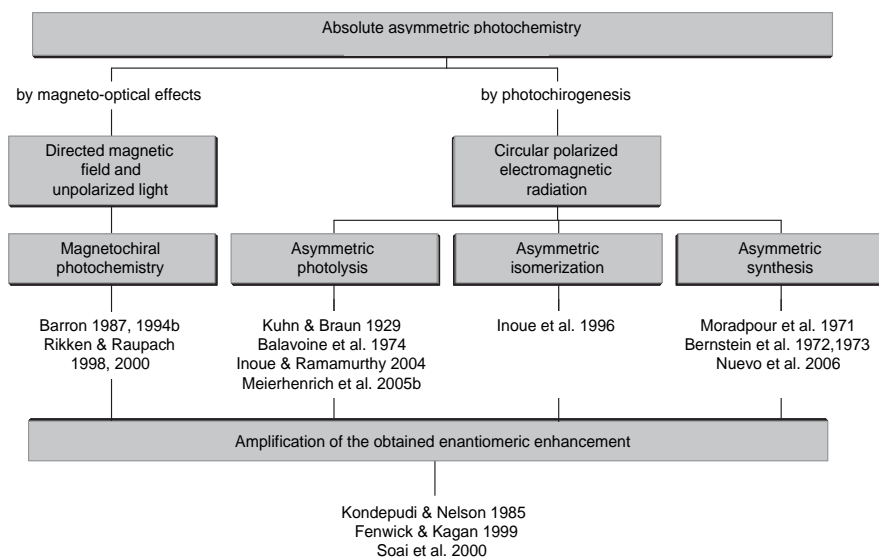 Absolute asymmetric photochemistry
by magneto-optical effects
by photochirogenesis
Directed magnetic
field and
unpolarized light
Circular polarized
electromagnetic
radiation
Magnetochiral
photochemistry
Asymmetric
photolysis
Asymmetric
isomerization
Asymmetric
synthesis
Barron 1987, 1994b
Rikken & Raupach
1998, 2000
Kuhn & Braun 1929
Balavoine et al. 1974
Inoue & Ramamurthy 2004
Meierhenrich et al. 2005b
Inoue et al. 1996
Moradpour et al. 1971
Bernstein et al. 1972,1973
Nuevo et al. 2006
Amplification of the obtained enantiomeric enhancement
Kondepudi & Nelson 1985
Fenwick & Kagan 1999
Soai et al. 2000